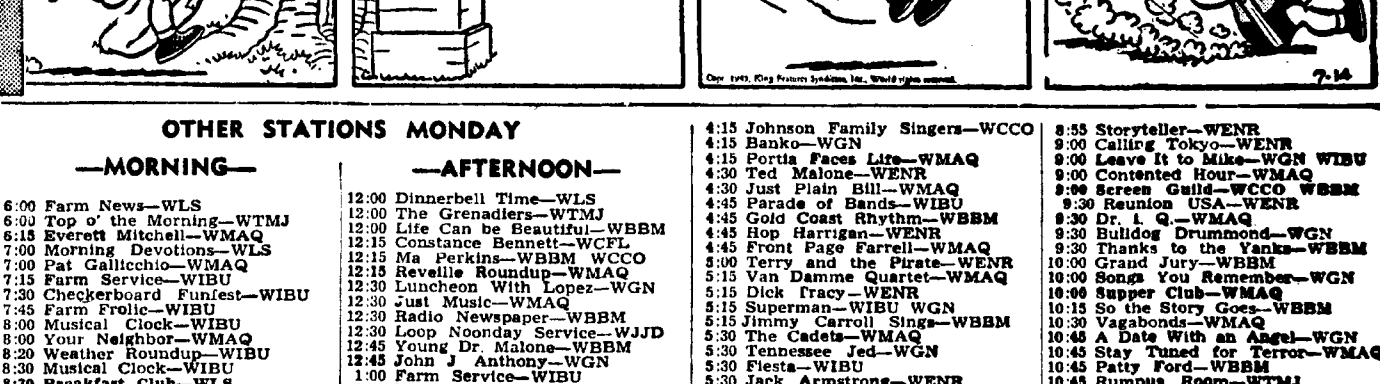 Copr. 1945, King Features Syndicate, Inc., World rights reserved.
7-14
OTHER STATIONS MONDAY
—MORNING—
6:00 Farm News—WLS
6:00 Top o' the Morning—WTMJ
6:15 Everett Mitchell—WMAQ
7:00 Morning Devotions—WLS
7:00 Pat Gallicchio—WMAQ
7:15 Farm Service—WIBU
7:30 Checkerboard Funfest—WIBU
7:45 Farm Frolic—WIBU
8:00 Musical Clock—WIBU
8:00 Your Neighbor—WMAQ
8:20 Weather Roundup—WIBU
8:30 Musical Clock—WIBU
8:30 Breakfast Club—WLS
—AFTERNOON—
12:00 Dinnerbell Time—WLS
12:00 The Grenadiers—WTMJ
12:00 Life Can be Beautiful—WBBM
12:15 Constance Bennett—WCFL
12:15 Ma Perkins—WBBM WCCO
12:15 Reveille Roundup—WMAQ
12:30 Luncheon With Lopez—WGN
12:30 Just Music—WMAQ
12:30 Radio Newspaper—WBBM
12:30 Loop Noonday Service—WJJD
12:45 Young Dr. Malone—WBBM
12:45 John J Anthony—WGN
1:00 Farm Service—WIBU
4:15 Johnson Family Singers—WCCO
4:15 Banko—WGN
4:15 Portia Faces Life—WMAQ
4:30 Ted Malone—WENR
4:30 Just Plain Bill—WMAQ
4:45 Parade of Bands—WIBU
4:45 Gold Coast Rhythm—WBBM
4:45 Hop Harrigan—WENR
4:45 Front Page Farrell—WMAQ
5:00 Terry and the Pirate—WENR
5:15 Van Damme Quartet—WMAQ
5:15 Dick Tracy—WENR
5:15 Superman—WIBU WGN
5:15 Jimmy Carroll Sings—WBBM
5:30 The Cadets—WMAQ
5:30 Tennessee Jed—WGN
5:30 Fiesta—WIBU
5:30 Jack Armstrong—WENR
8:55 Storyteller—WENR
9:00 Calling Tokyo—WENR
9:00 Leave It to Mike—WGN WIBU
9:00 Contented Hour—WMAQ
9:00 Screen Guild—WCCO WBBM
9:30 Reunion USA—WENR
9:30 Dr. I. Q.—WMAQ
9:30 Bulldog Drummond—WGN
9:30 Thanks to the Yanks—WBBM
10:00 Grand Jury—WBBM
10:00 Songs You Remember—WGN
10:00 Supper Club—WMAQ
10:15 So the Story Goes—WBBM
10:30 Vagabonds—WMAQ
10:45 A Date With an Angel—WGN
10:45 Stay Tuned for Terror—WMAQ
10:45 Patty Ford—WBBM
10:45 Rumpus Room—WTMJ